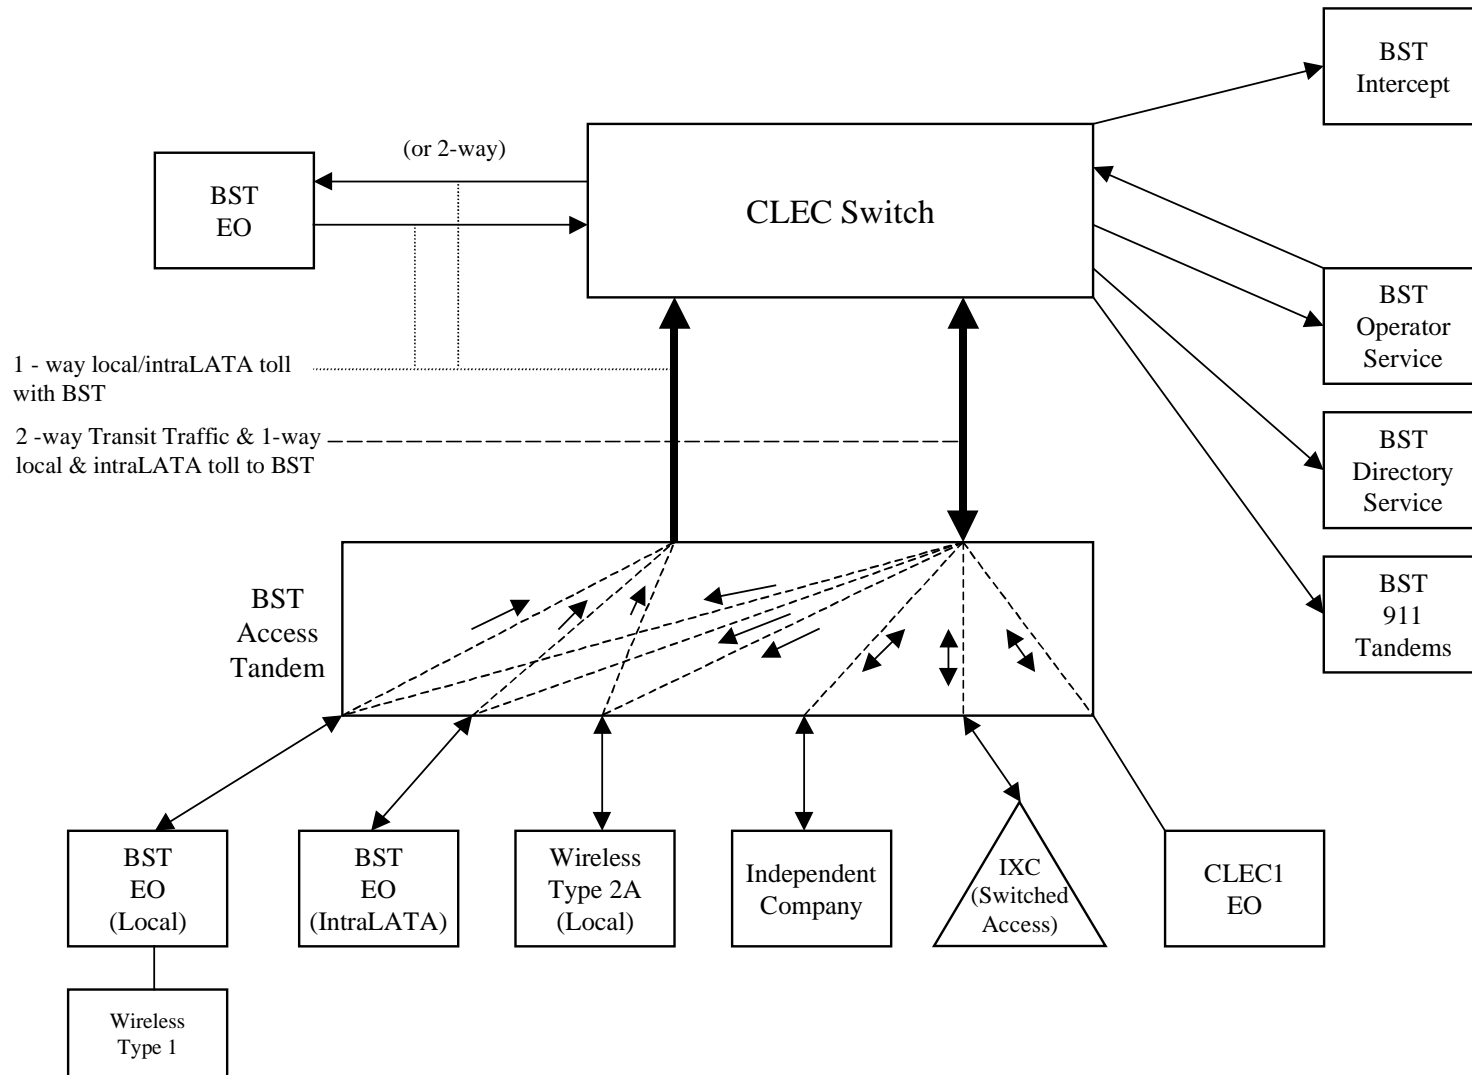 BST
Intercept
(or 2-way)
BST
EO
CLEC Switch
BST
Operator
Service
1 - way local/intraLATA toll
with BST
2 -way Transit Traffic & 1-way
local & intraLATA toll to BST
BST
Directory
Service
BST
Access
Tandem
BST
911
Tandems
BST
EO
(Local)
BST
EO
(IntraLATA)
Wireless
Type 2A
(Local)
Independent
Company
IXC
(Switched
Access)
CLEC1
EO
Wireless
Type 1